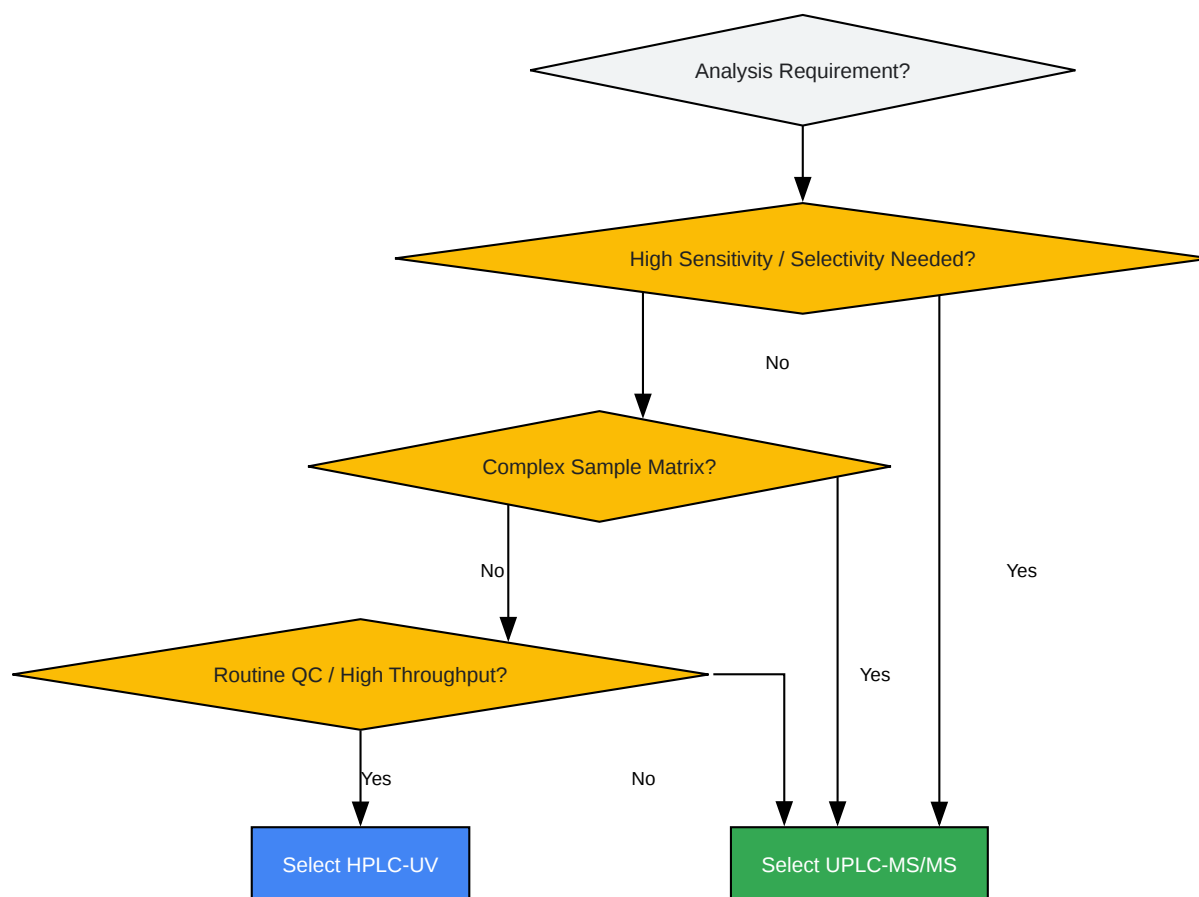 Analysis Requirement?
High Sensitivity / Selectivity Needed?
No
Complex Sample Matrix?
No
Yes
Routine QC / High Throughput?
Yes
Yes
No
Select HPLC-UV
Select UPLC-MS/MS